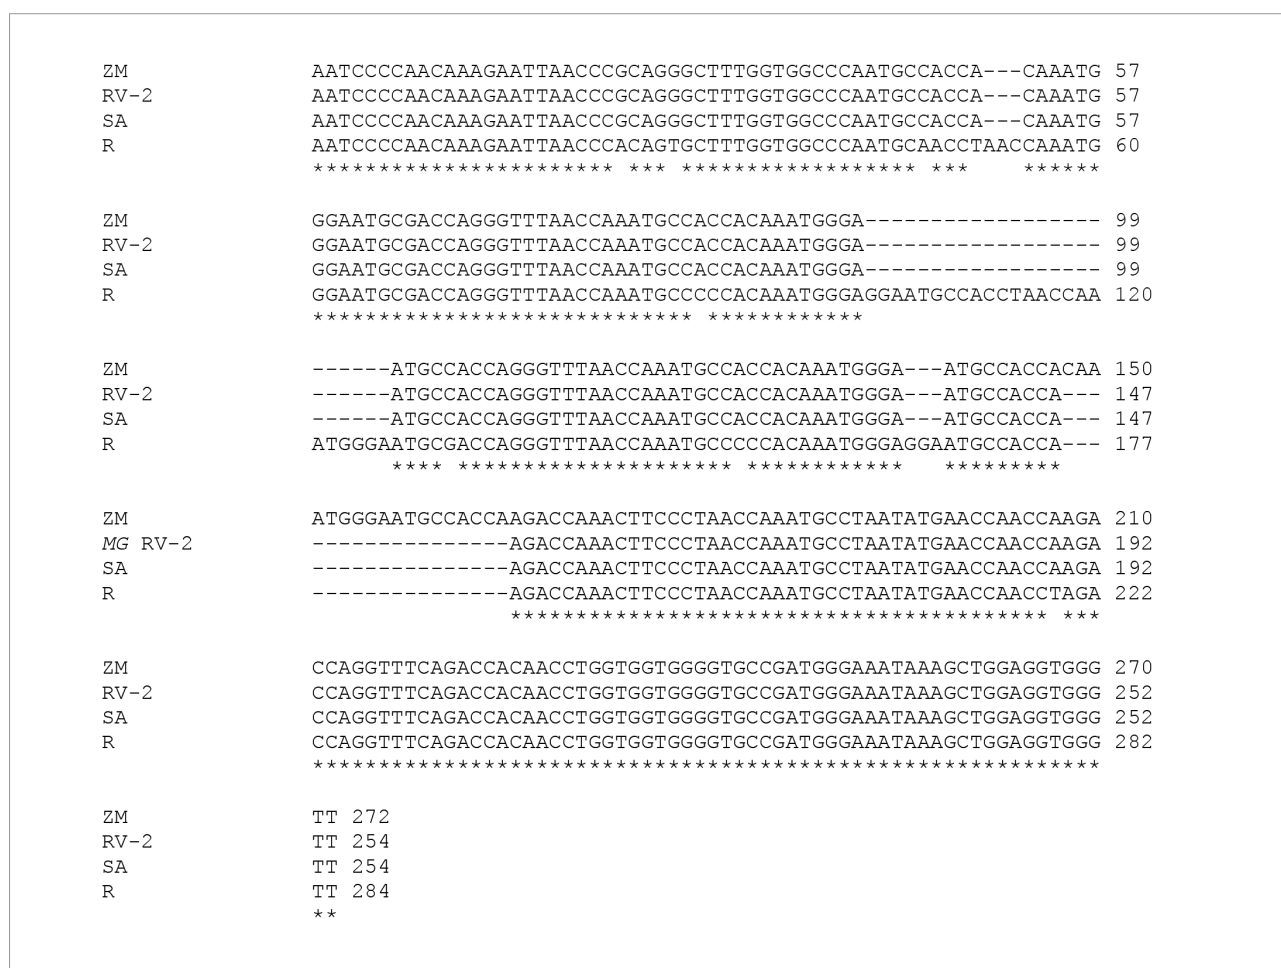 ZM AATCCCCAACAAAGAATTAACCCGCAGGGCTTTGGTGGCCCAATGCCACCA---CAAATG 57
RV-2 AATCCCCAACAAAGAATTAACCCGCAGGGCTTTGGTGGCCCAATGCCACCA---CAAATG 57
SA AATCCCCAACAAAGAATTAACCCGCAGGGCTTTGGTGGCCCAATGCCACCA---CAAATG 57
R AATCCCCAACAAAGAATTAACCCACAGTGCTTTGGTGGCCCAATGCAACCTAACCAAATG 60
*********************** *** ****************** ***    ******
ZM GGAATGCGACCAGGGTTTAACCAAATGCCACCACAAATGGGA------------------ 99
RV-2 GGAATGCGACCAGGGTTTAACCAAATGCCACCACAAATGGGA------------------ 99
SA GGAATGCGACCAGGGTTTAACCAAATGCCACCACAAATGGGA------------------ 99
R GGAATGCGACCAGGGTTTAACCAAATGCCCCCACAAATGGGAGGAATGCCACCTAACCAA 120
***************************** ************
ZM ------ATGCCACCAGGGTTTAACCAAATGCCACCACAAATGGGA---ATGCCACCACAA 150
RV-2 ------ATGCCACCAGGGTTTAACCAAATGCCACCACAAATGGGA---ATGCCACCA--- 147
SA ------ATGCCACCAGGGTTTAACCAAATGCCACCACAAATGGGA---ATGCCACCA--- 147
R ATGGGAATGCGACCAGGGTTTAACCAAATGCCCCCACAAATGGGAGGAATGCCACCA--- 177
**** ********************* ************   *********
ZM ATGGGAATGCCACCAAGACCAAACTTCCCTAACCAAATGCCTAATATGAACCAACCAAGA 210
MG RV-2 ---------------AGACCAAACTTCCCTAACCAAATGCCTAATATGAACCAACCAAGA 192
SA ---------------AGACCAAACTTCCCTAACCAAATGCCTAATATGAACCAACCAAGA 192
R ---------------AGACCAAACTTCCCTAACCAAATGCCTAATATGAACCAACCTAGA 222
***************************************** ***
ZM CCAGGTTTCAGACCACAACCTGGTGGTGGGGTGCCGATGGGAAATAAAGCTGGAGGTGGG 270
RV-2 CCAGGTTTCAGACCACAACCTGGTGGTGGGGTGCCGATGGGAAATAAAGCTGGAGGTGGG 252
SA CCAGGTTTCAGACCACAACCTGGTGGTGGGGTGCCGATGGGAAATAAAGCTGGAGGTGGG 252
R CCAGGTTTCAGACCACAACCTGGTGGTGGGGTGCCGATGGGAAATAAAGCTGGAGGTGGG 282
************************************************************
ZM TT 272
RV-2 TT 254
SA TT 254
R TT 284
**